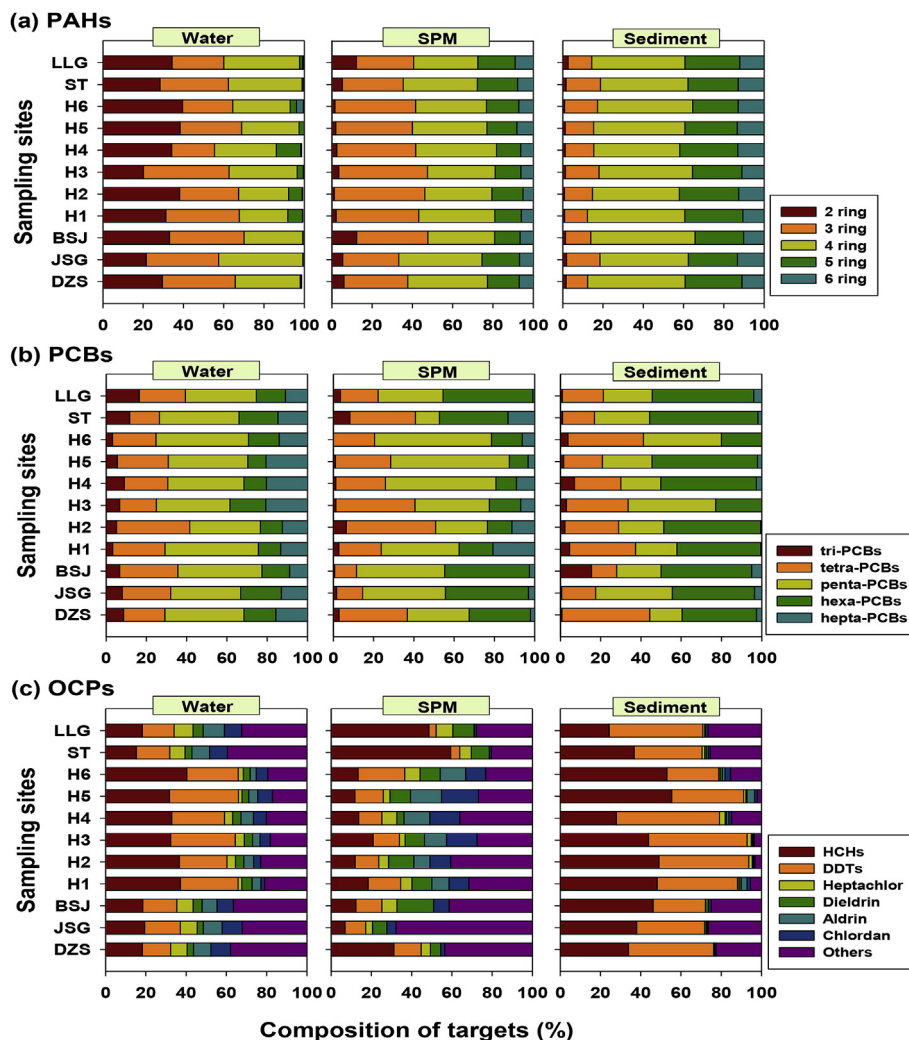 (a) PAHs
Water
SPM
Sediment
LLG
ST
H6
H5
H4
H3
H2
H1
BSJ
JSG
DZS
Sampling sites
0 20 40 60 80 100
0 20 40 60 80 100
0 20 40 60 80 100
2 ring
3 ring
4 ring
5 ring
6 ring
(b) PCBs
Water
SPM
Sediment
LLG
ST
H6
H5
H4
H3
H2
H1
BSJ
JSG
DZS
Sampling sites
0 20 40 60 80 100
0 20 40 60 80 100
0 20 40 60 80 100
tri-PCBs
tetra-PCBs
penta-PCBs
hexa-PCBs
hepta-PCBs
(c) OCPs
Water
SPM
Sediment
LLG
ST
H6
H5
H4
H3
H2
H1
BSJ
JSG
DZS
Sampling sites
0 20 40 60 80 100
0 20 40 60 80 100
0 20 40 60 80 100
HCHs
DDTs
Heptachlor
Dieldrin
Aldrin
Chlordan
Others
Composition of targets (%)